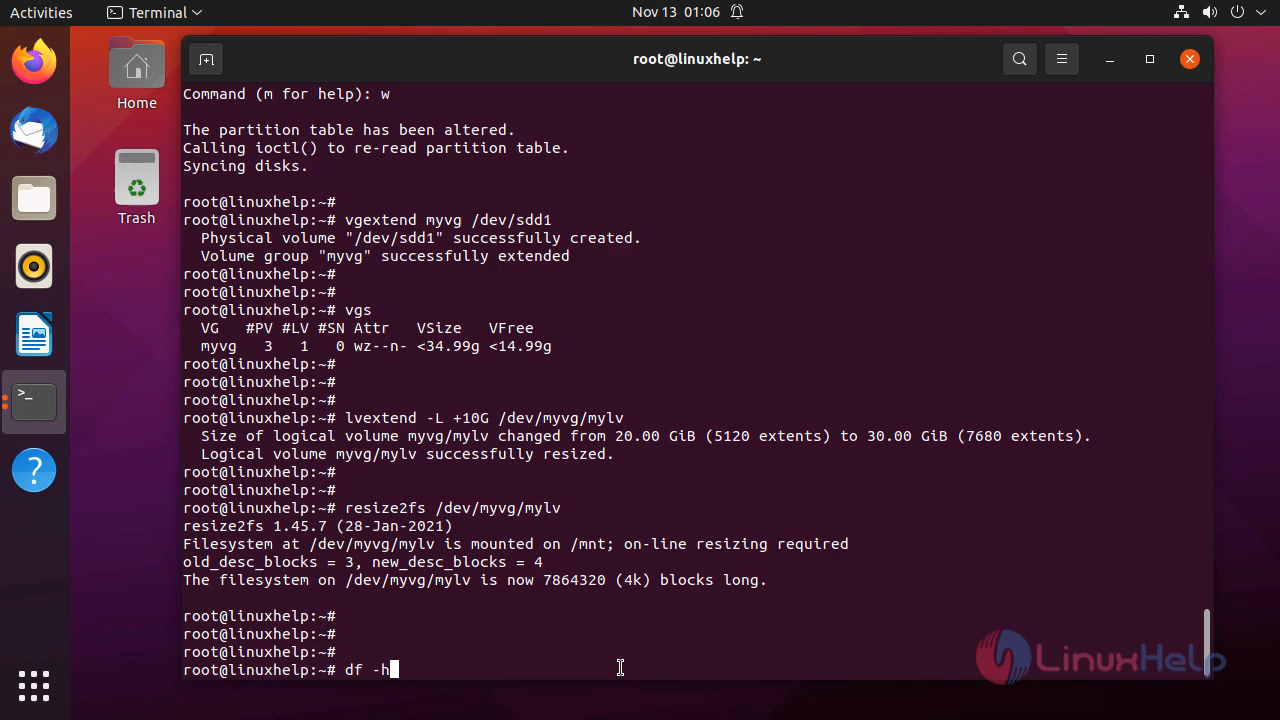 Activities
Terminal
Nov 13 01:06
root@linuxhelp: ~
Home
Trash
Command (m for help): w
The partition table has been altered.
Calling ioctl() to re-read partition table.
Syncing disks.
root@linuxhelp:~#
root@linuxhelp:~# vgextend myvg /dev/sdd1
  Physical volume "/dev/sdd1" successfully created.
  Volume group "myvg" successfully extended
root@linuxhelp:~#
root@linuxhelp:~#
root@linuxhelp:~# vgs
  VG   #PV #LV #SN Attr   VSize   VFree
  myvg   3   1   0 wz--n- <34.99g <14.99g
root@linuxhelp:~#
root@linuxhelp:~#
root@linuxhelp:~#
root@linuxhelp:~# lvextend -L +10G /dev/myvg/mylv
  Size of logical volume myvg/mylv changed from 20.00 GiB (5120 extents) to 30.00 GiB (7680 extents).
  Logical volume myvg/mylv successfully resized.
root@linuxhelp:~#
root@linuxhelp:~#
root@linuxhelp:~# resize2fs /dev/myvg/mylv
resize2fs 1.45.7 (28-Jan-2021)
Filesystem at /dev/myvg/mylv is mounted on /mnt; on-line resizing required
old_desc_blocks = 3, new_desc_blocks = 4
The filesystem on /dev/myvg/mylv is now 7864320 (4k) blocks long.
root@linuxhelp:~#
root@linuxhelp:~#
root@linuxhelp:~#
root@linuxhelp:~# df -h
LinuxHelp